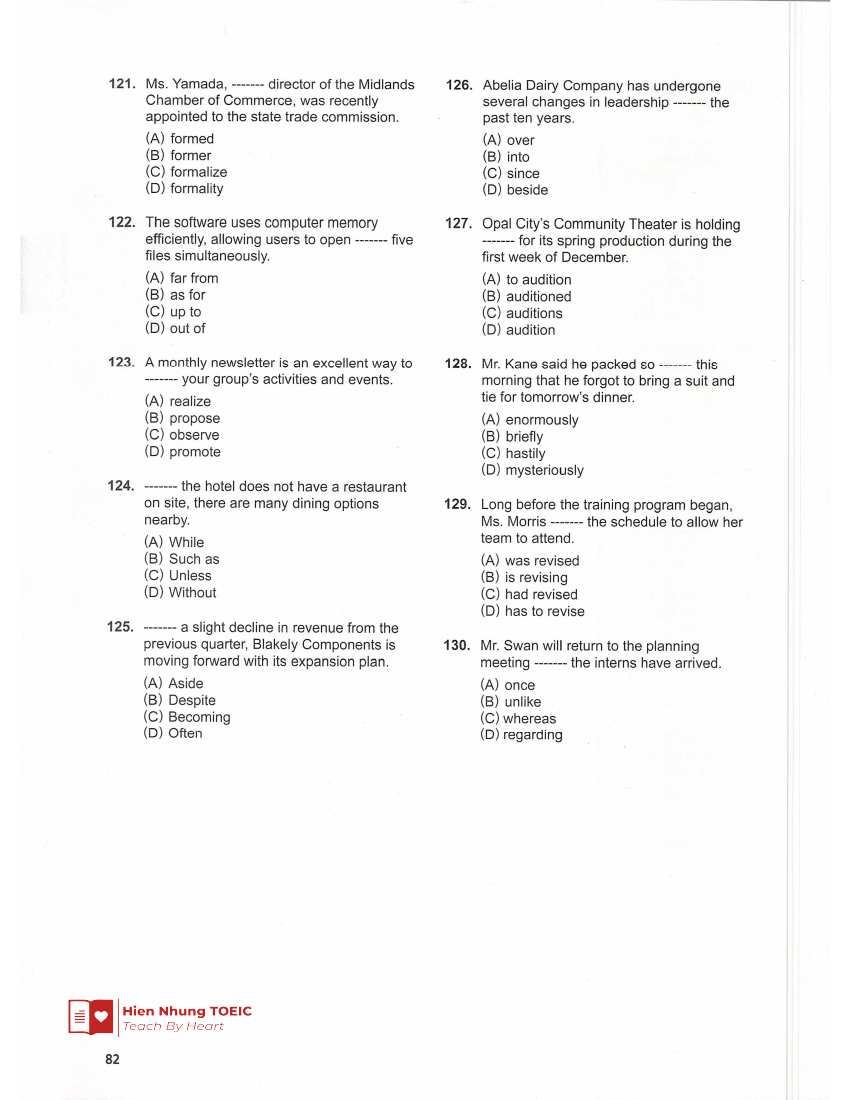 121. Ms. Yamada, ------- director of the Midlands
Chamber of Commerce, was recently
appointed to the state trade commission.
(A) formed
(B) former
(C) formalize
(D) formality
122. The software uses computer memory
efficiently, allowing users to open ------- five
files simultaneously.
(A) far from
(B) as for
(C) up to
(D) out of
123. A monthly newsletter is an excellent way to
------- your group's activities and events.
(A) realize
(B) propose
(C) observe
(D) promote
124. ------- the hotel does not have a restaurant
on site, there are many dining options
nearby.
(A) While
(B) Such as
(C) Unless
(D) Without
125. ------- a slight decline in revenue from the
previous quarter, Blakely Components is
moving forward with its expansion plan.
(A) Aside
(B) Despite
(C) Becoming
(D) Often
126. Abelia Dairy Company has undergone
several changes in leadership ------- the
past ten years.
(A) over
(B) into
(C) since
(D) beside
127. Opal City's Community Theater is holding
------- for its spring production during the
first week of December.
(A) to audition
(B) auditioned
(C) auditions
(D) audition
128. Mr. Kane said he packed so ------- this
morning that he forgot to bring a suit and
tie for tomorrow's dinner.
(A) enormously
(B) briefly
(C) hastily
(D) mysteriously
129. Long before the training program began,
Ms. Morris ------- the schedule to allow her
team to attend.
(A) was revised
(B) is revising
(C) had revised
(D) has to revise
130. Mr. Swan will return to the planning
meeting ------- the interns have arrived.
(A) once
(B) unlike
(C) whereas
(D) regarding
Hien Nhung TOEIC
Teach By Heart
82